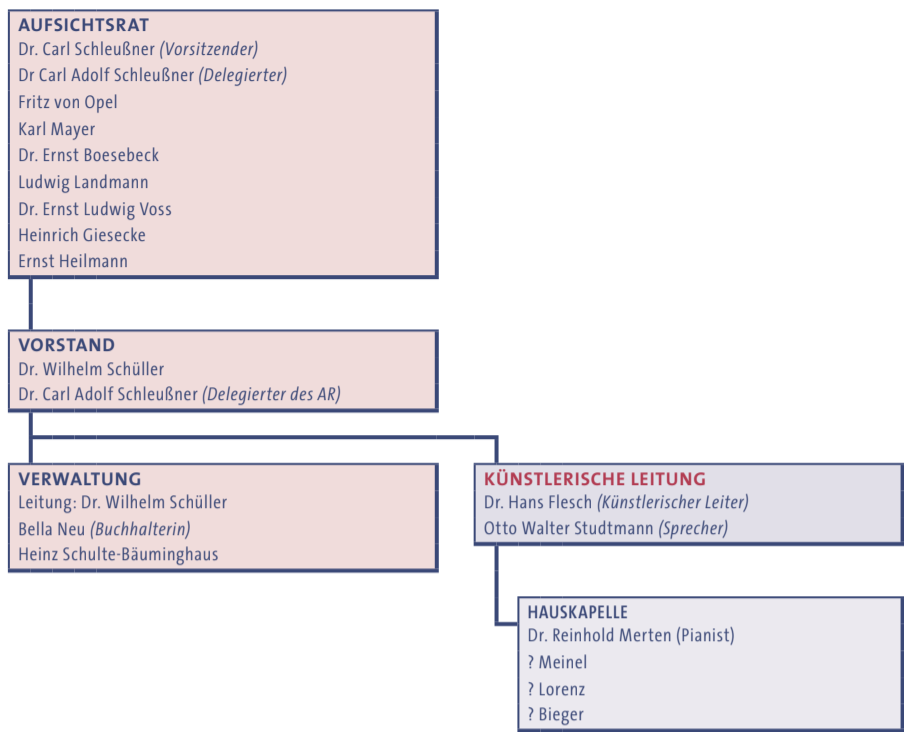 AUFSICHTSRAT
Dr. Carl Schleußner (Vorsitzender)
Dr Carl Adolf Schleußner (Delegierter)
Fritz von Opel
Karl Mayer
Dr. Ernst Boesebeck
Ludwig Landmann
Dr. Ernst Ludwig Voss
Heinrich Giesecke
Ernst Heilmann
VORSTAND
Dr. Wilhelm Schüller
Dr. Carl Adolf Schleußner (Delegierter des AR)
VERWALTUNG
Leitung: Dr. Wilhelm Schüller
Bella Neu (Buchhalterin)
Heinz Schulte-Bäuminghaus
KÜNSTLERISCHE LEITUNG
Dr. Hans Flesch (Künstlerischer Leiter)
Otto Walter Studtmann (Sprecher)
HAUSKAPELLE
Dr. Reinhold Merten (Pianist)
? Meinel
? Lorenz
? Bieger